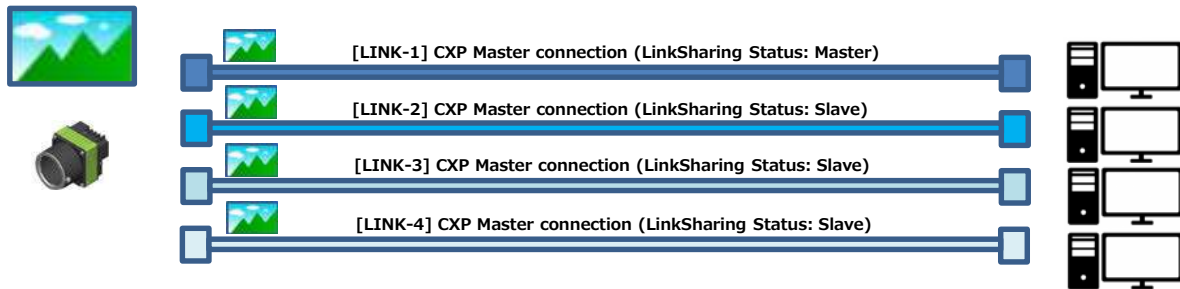 [LINK-1] CXP Master connection (LinkSharing Status: Master)
[LINK-2] CXP Master connection (LinkSharing Status: Slave)
[LINK-3] CXP Master connection (LinkSharing Status: Slave)
[LINK-4] CXP Master connection (LinkSharing Status: Slave)